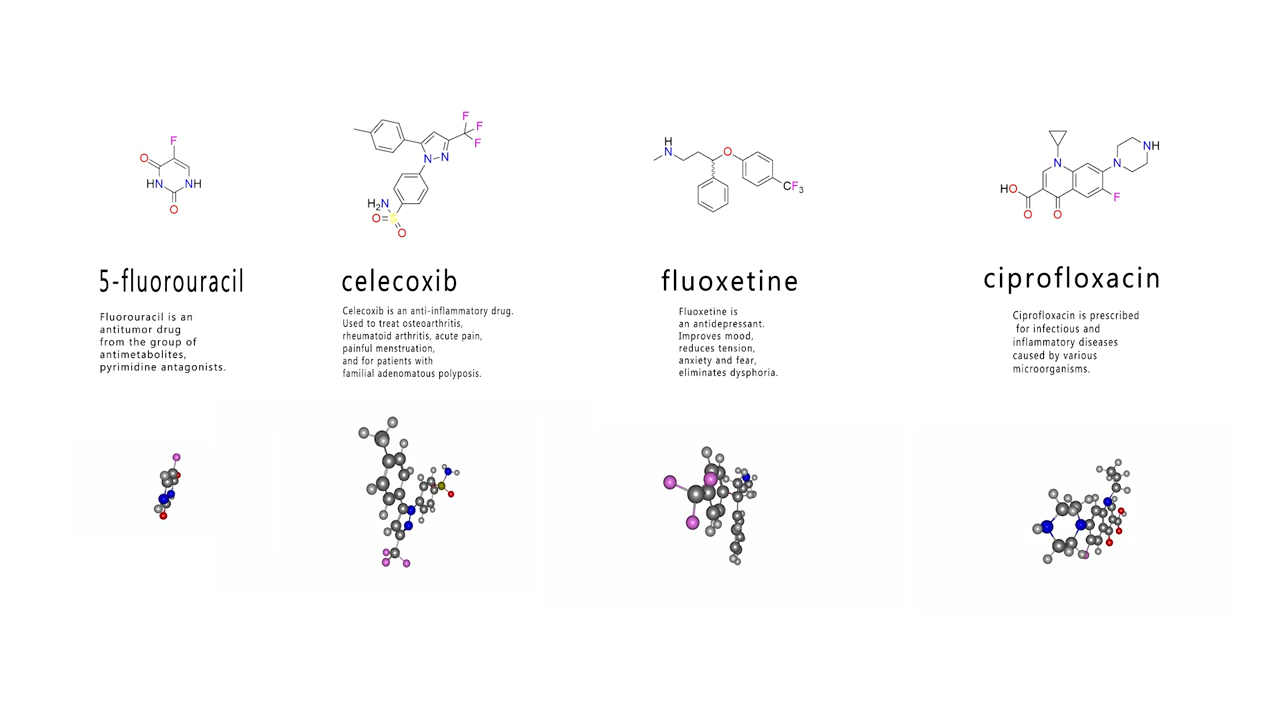 F
O
HN
NH
O
F
F
F
N
N
H₂N
O
S
O
H
N
O
CF₃
NH
N
N
HO
F
O
O
5-fluorouracil
celecoxib
fluoxetine
ciprofloxacin
Fluorouracil is an
antitumor drug
from the group of
antimetabolites,
pyrimidine antagonists.
Celecoxib is an anti-inflammatory drug.
Used to treat osteoarthritis,
rheumatoid arthritis, acute pain,
painful menstruation,
and for patients with
familial adenomatous polyposis.
Fluoxetine is
an antidepressant.
Improves mood,
reduces tension,
anxiety and fear,
eliminates dysphoria.
Ciprofloxacin is prescribed
for infectious and
inflammatory diseases
caused by various
microorganisms.